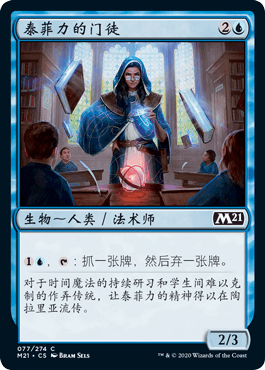 泰菲力的门徒 2
生物～人类 / 法术师 M21
1，：抓一张牌，然后弃一张牌。
对于时间魔法的持续研习和学生间难以克
制的作弄传统，让泰菲力的精神得以在陶
拉里亚流传。
2/3
077/274 C
M21 • CS BRAM SELS
™ & © 2020 Wizards of the Coast